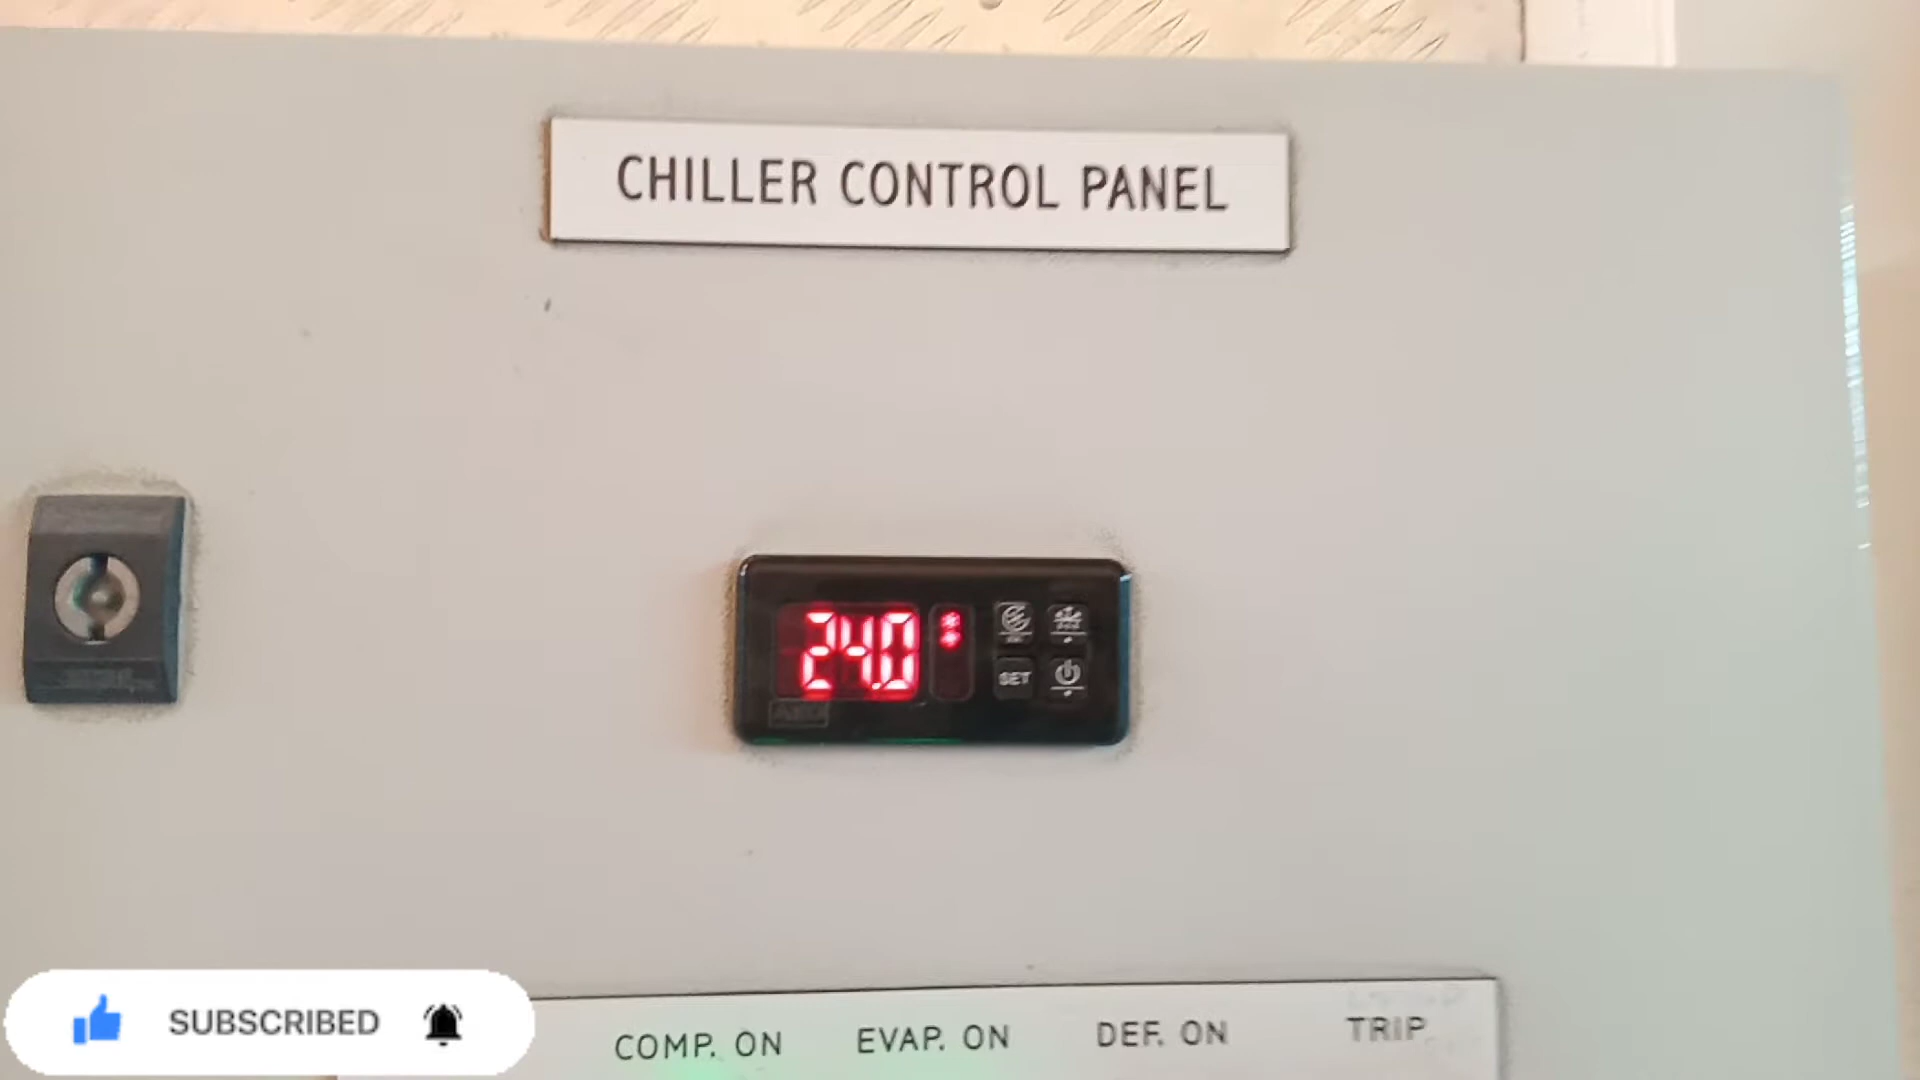 CHILLER CONTROL PANEL
24.0
SET
SUBSCRIBED
COMP. ON EVAP. ON DEF. ON TRIP